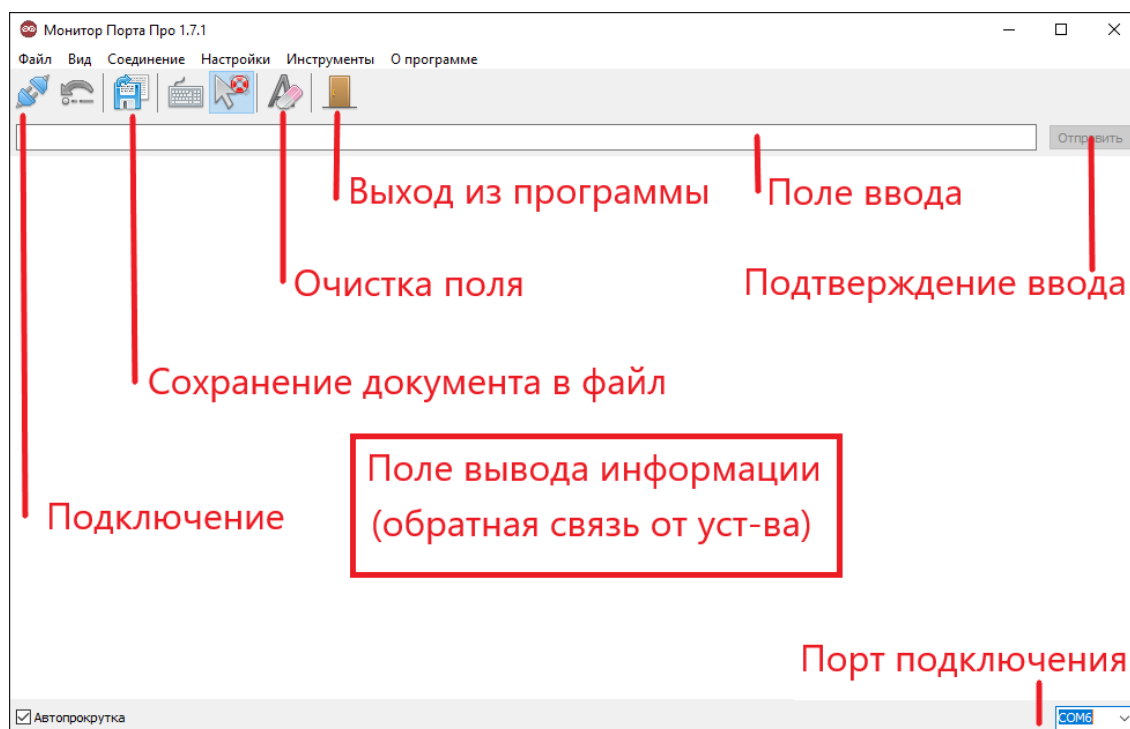 Монитор Порта Про 1.7.1
Файл Вид Соединение Настройки Инструменты О программе
Отправить
Выход из программы
Поле ввода
Очистка поля
Подтверждение ввода
Сохранение документа в файл
Поле вывода информации
(обратная связь от уст-ва)
Подключение
Порт подключения
Автопрокрутка
COM6